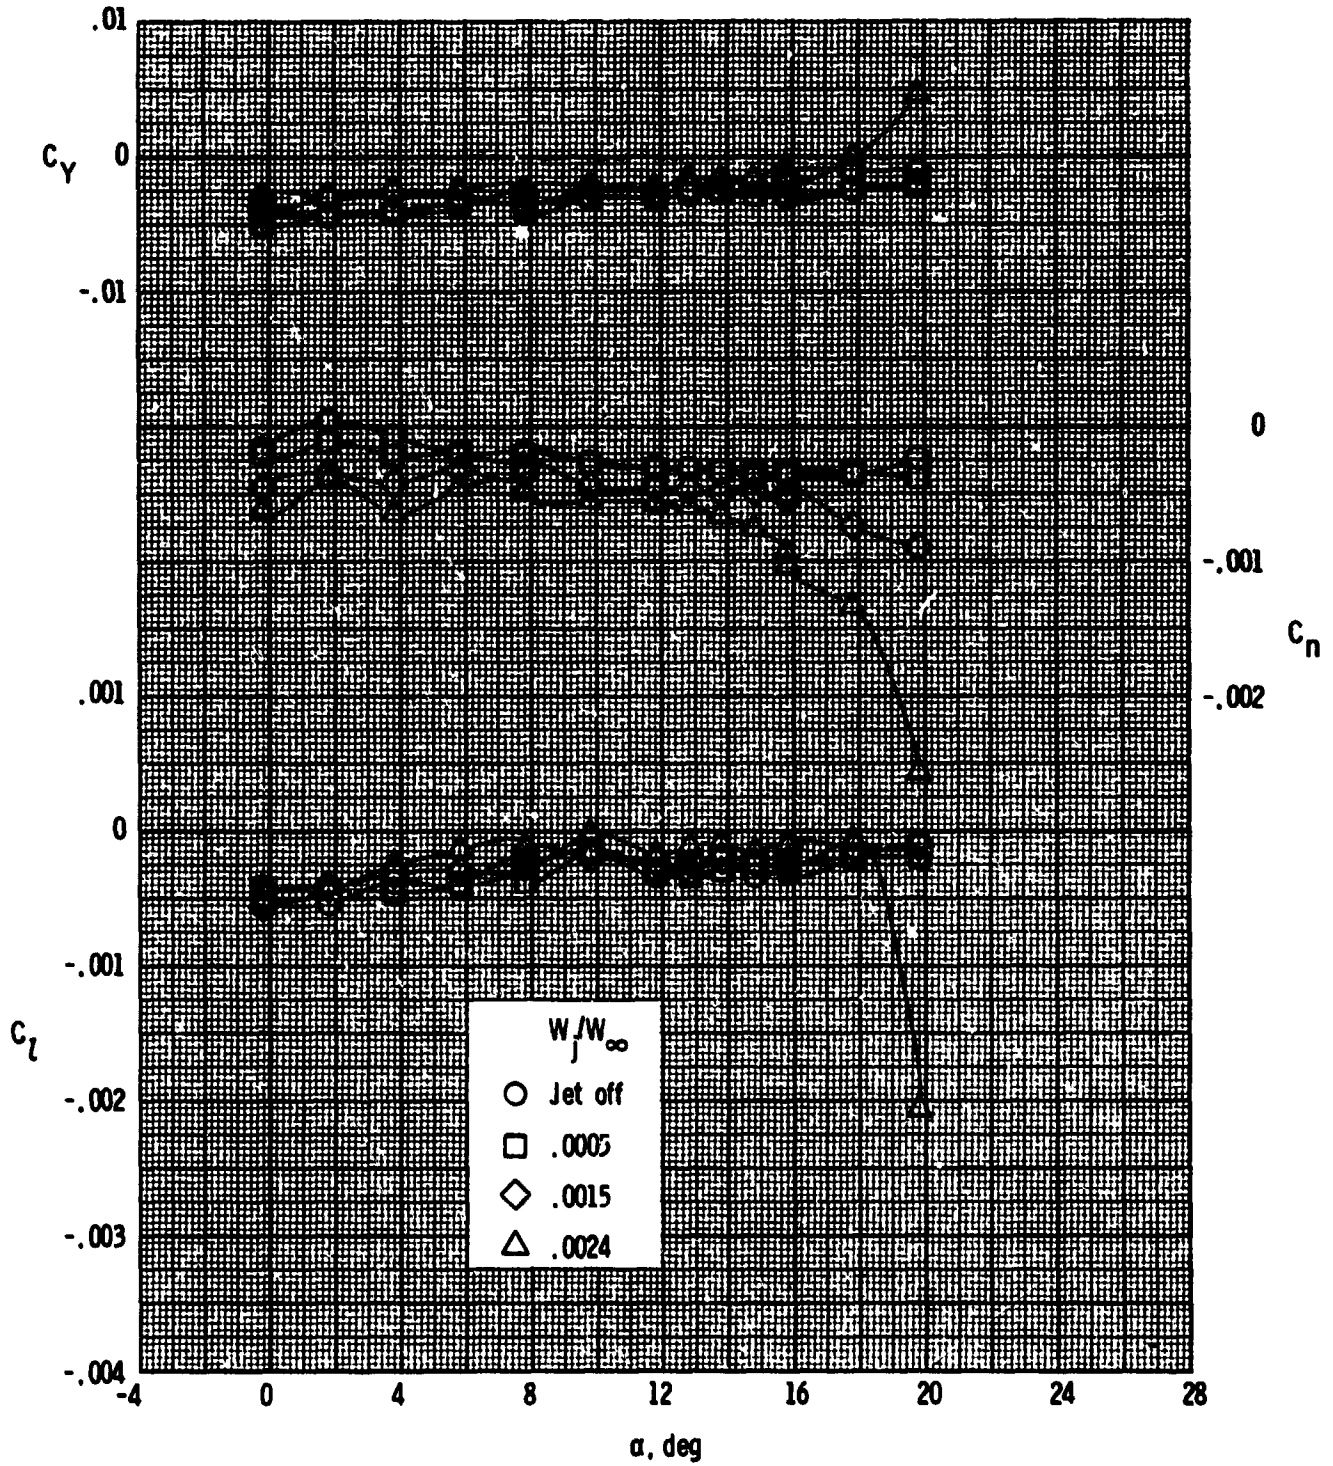 .01
C_Y
0
-.01
0
-.001
C_n
.001
-.002
0
-.001
C_l
W_j/W_∞
Jet off
.0005
.0015
.0024
-.002
-.003
-.004
-4 0 4 8 12 16 20 24 28
α, deg